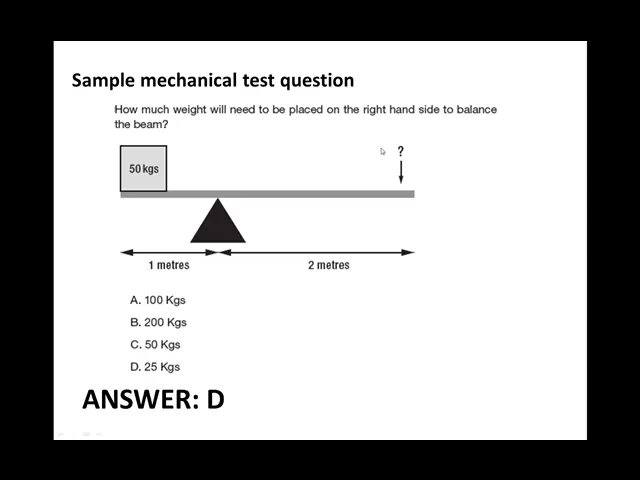 Sample mechanical test question
How much weight will need to be placed on the right hand side to balance
the beam?
?
50 kgs
1 metres
2 metres
A. 100 Kgs
B. 200 Kgs
C. 50 Kgs
D. 25 Kgs
ANSWER: D